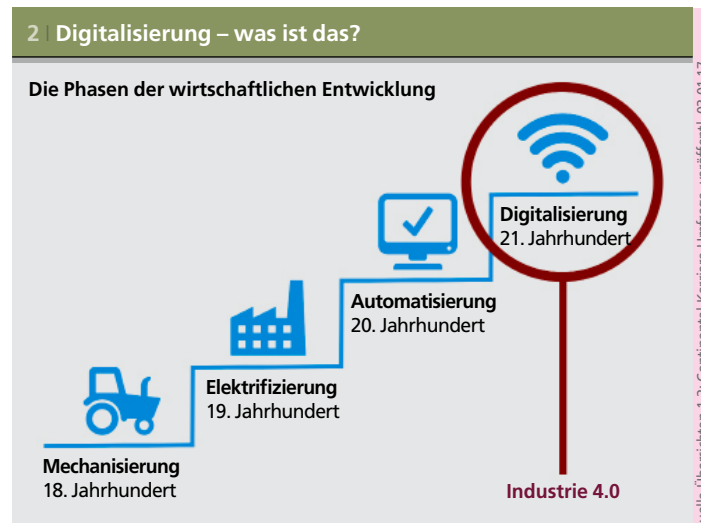 2 | Digitalisierung – was ist das?
Die Phasen der wirtschaftlichen Entwicklung
Digitalisierung
21. Jahrhundert
Automatisierung
20. Jahrhundert
Elektrifizierung
19. Jahrhundert
Mechanisierung
18. Jahrhundert
Industrie 4.0